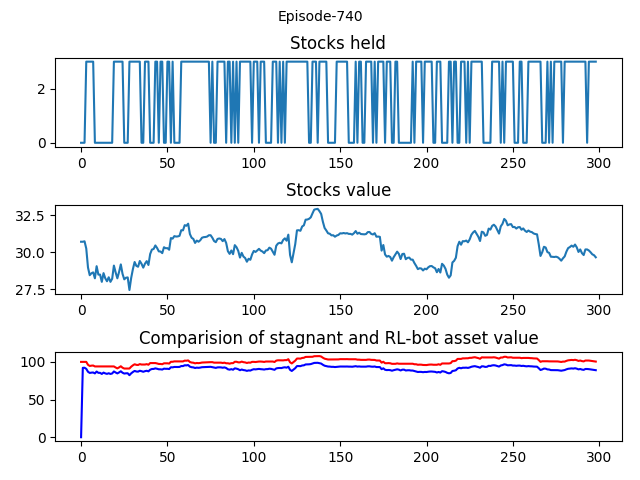 Episode-740
Stocks held
2
0
0 50 100 150 200 250 300
Stocks value
32.5
30.0
27.5
0 50 100 150 200 250 300
Comparision of stagnant and RL-bot asset value
100
50
0
0 50 100 150 200 250 300